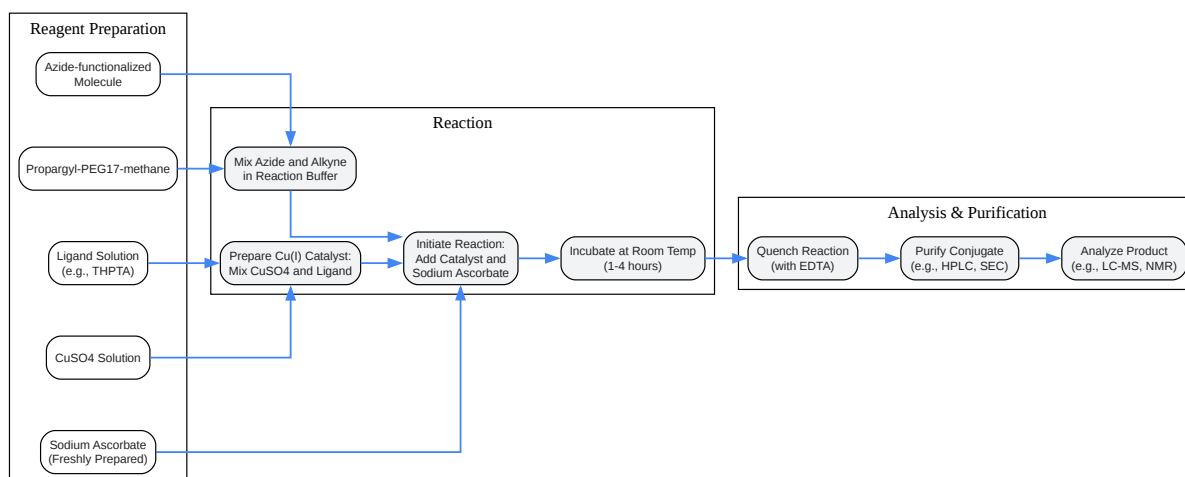 Reagent Preparation
Azide-functionalized
Molecule
Propargyl-PEG17-methane
Ligand Solution
(e.g., THPTA)
CuSO4 Solution
Sodium Ascorbate
(Freshly Prepared)
Reaction
Mix Azide and Alkyne
in Reaction Buffer
Prepare Cu(I) Catalyst:
Mix CuSO4 and Ligand
Initiate Reaction:
Add Catalyst and
Sodium Ascorbate
Incubate at Room Temp
(1-4 hours)
Analysis & Purification
Quench Reaction
(with EDTA)
Purify Conjugate
(e.g., HPLC, SEC)
Analyze Product
(e.g., LC-MS, NMR)